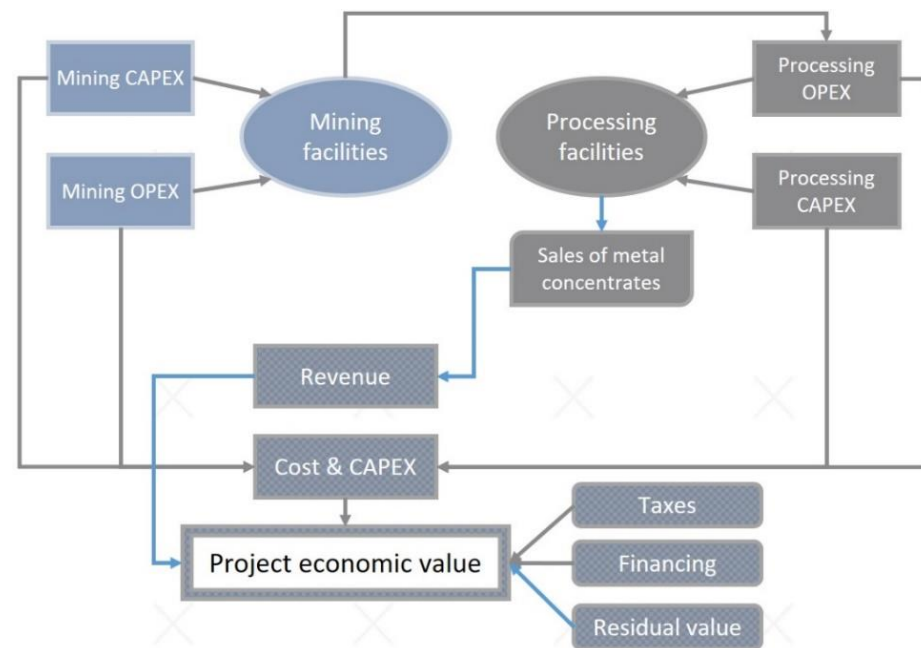 Mining CAPEX
Mining
facilities
Processing
facilities
Processing
OPEX
Mining OPEX
Processing
CAPEX
Sales of metal
concentrates
Revenue
Cost & CAPEX
Taxes
Project economic value
Financing
Residual value